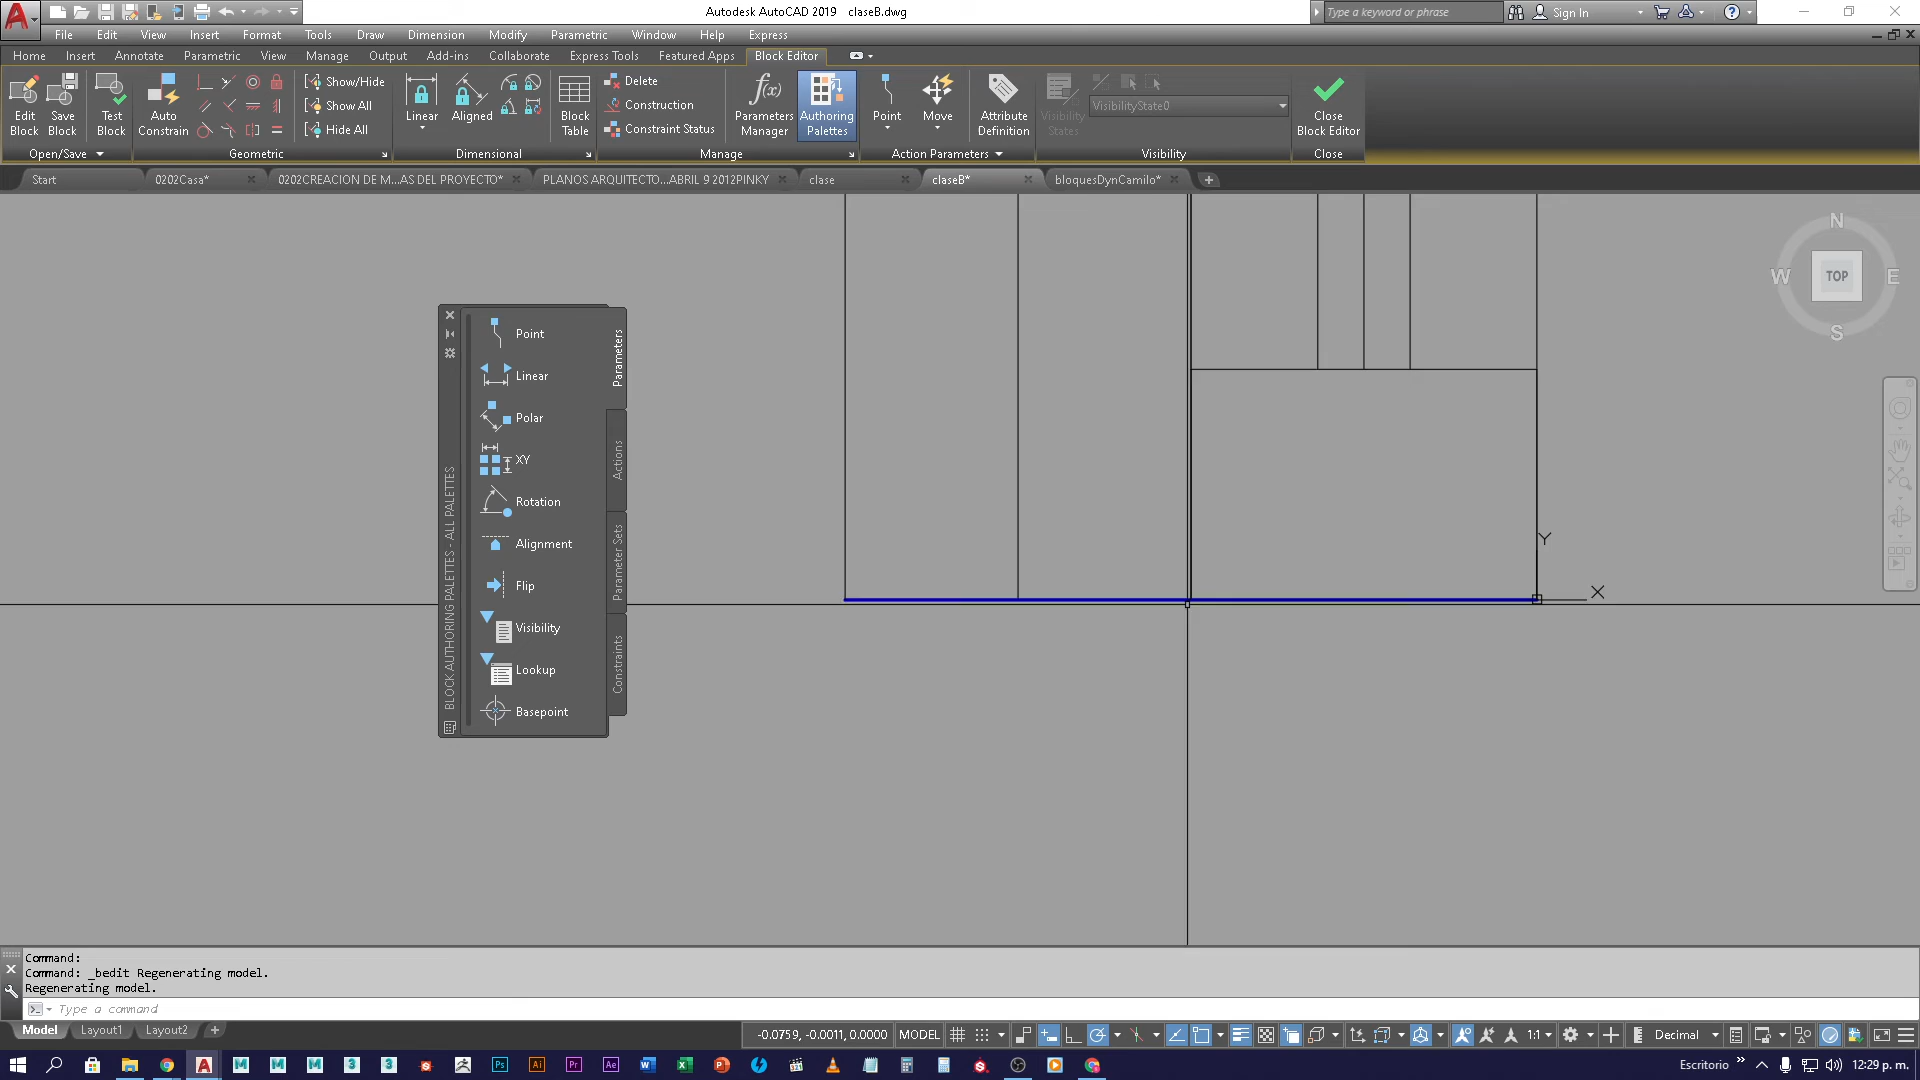 Autodesk AutoCAD 2019 claseB.dwg
Type a keyword or phrase
Sign In
File Edit View Insert Format Tools Draw Dimension Modify Parametric Window Help Express
Home Insert Annotate Parametric View Manage Output Add-ins Collaborate Express Tools Featured Apps Block Editor
Edit Block
Save Block
Test Block
Auto Constrain
Show/Hide
Show All
Hide All
Linear
Aligned
Block Table
Delete
Construction
Constraint Status
f(x)
Parameters Manager
Authoring Palettes
Point
Move
Attribute Definition
Visibility States
VisibilityState0
Close Block Editor
Open/Save
Geometric
Dimensional
Manage
Action Parameters
Visibility
Close
Start
0202Casa*
0202CREACION DE M...AS DEL PROYECTO*
PLANOS ARQUITECTO...ABRIL 9 2012PINKY
clase
claseB*
bloquesDynCamilo*
N
W
TOP
E
S
Point
Linear
Polar
XY
Rotation
Alignment
Flip
Visibility
Lookup
Basepoint
Parameters
Actions
Parameter Sets
Constraints
BLOCK AUTHORING PALETTES - ALL PALETTES
Y
X
Command:
Command: _bedit Regenerating model.
Regenerating model.
Type a command
Model
Layout1
Layout2
-0.0759, -0.0011, 0.0000
MODEL
1:1
Decimal
Escritorio
12:29 p. m.